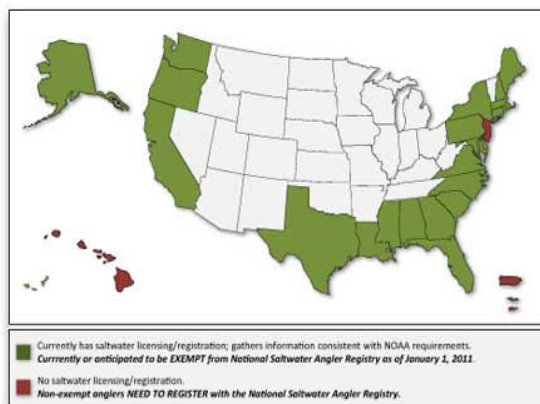 Currently has saltwater licensing/registration; gathers information consistent with NOAA requirements.
Currently or anticipated to be EXEMPT from National Saltwater Angler Registry as of January 1, 2011.
No saltwater licensing/registration.
Non-exempt anglers NEED TO REGISTER with the National Saltwater Angler Registry.